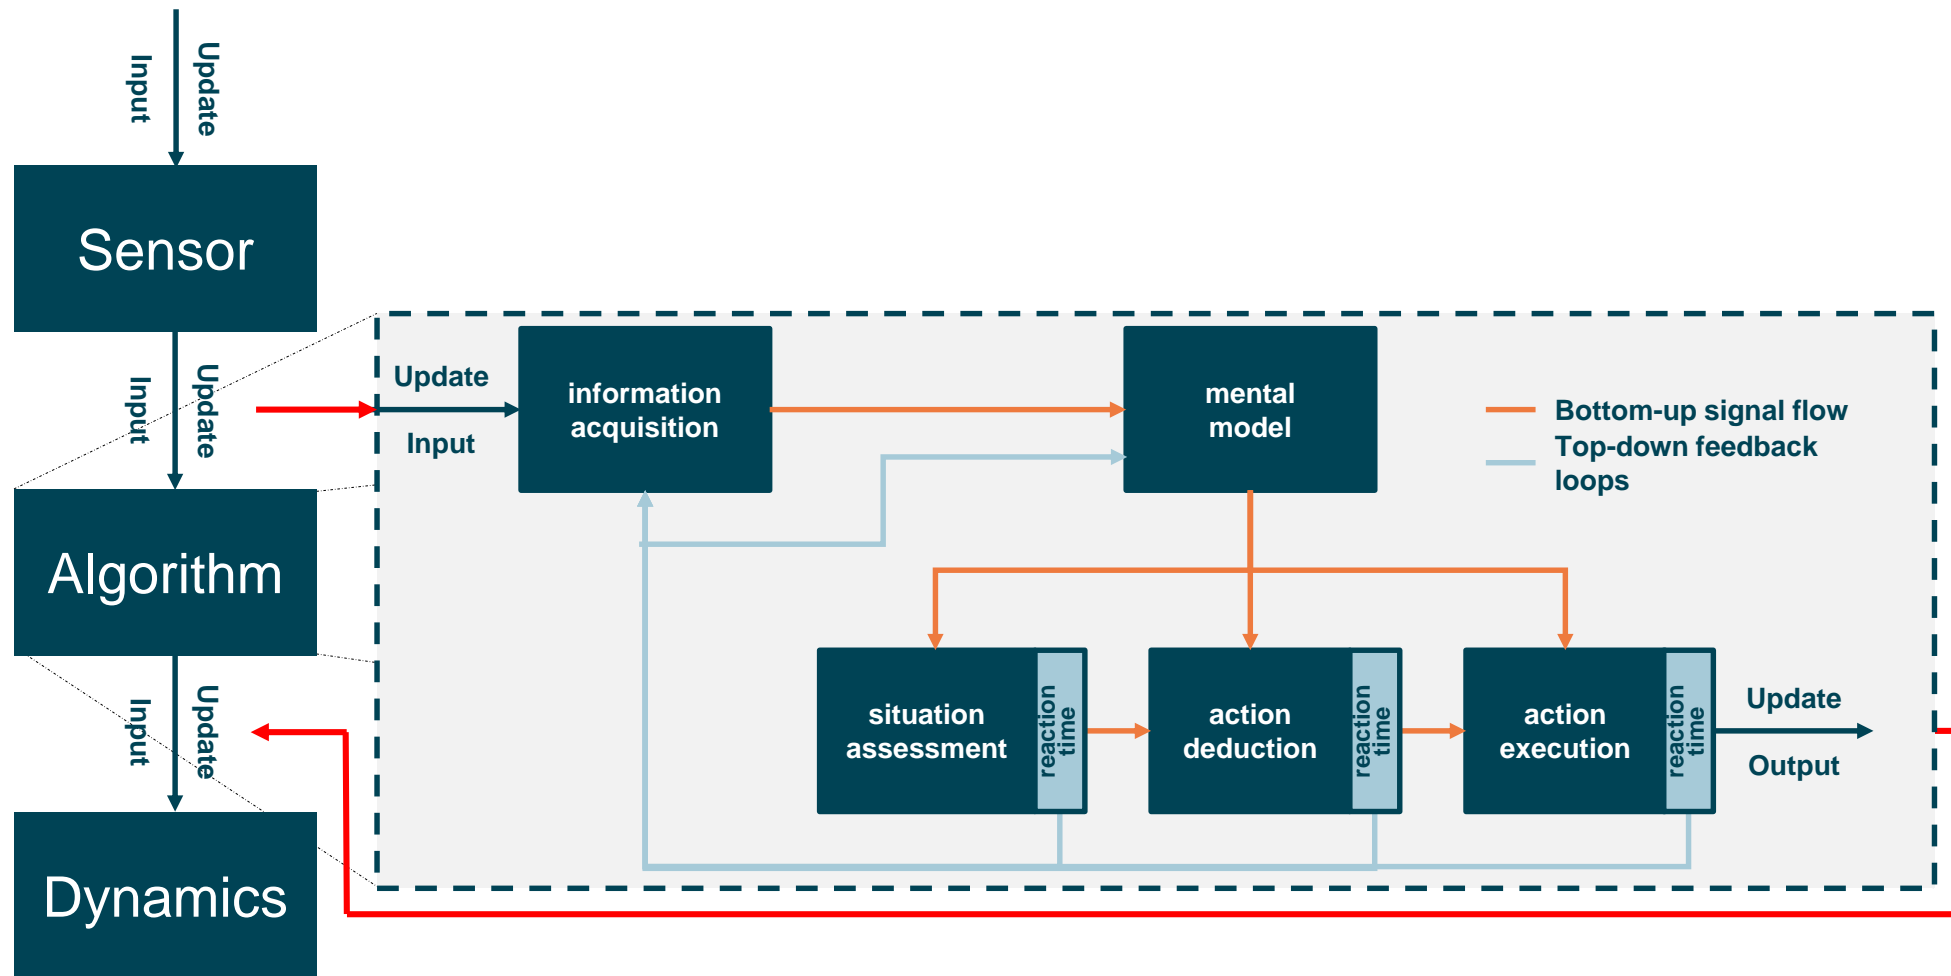 Update
Input
Sensor
Update
Input
Algorithm
Update
Input
Dynamics
Update
Input
information
acquisition
mental
model
Bottom-up signal flow
Top-down feedback
loops
situation
assessment
reaction
time
action
deduction
reaction
time
action
execution
reaction
time
Update
Output